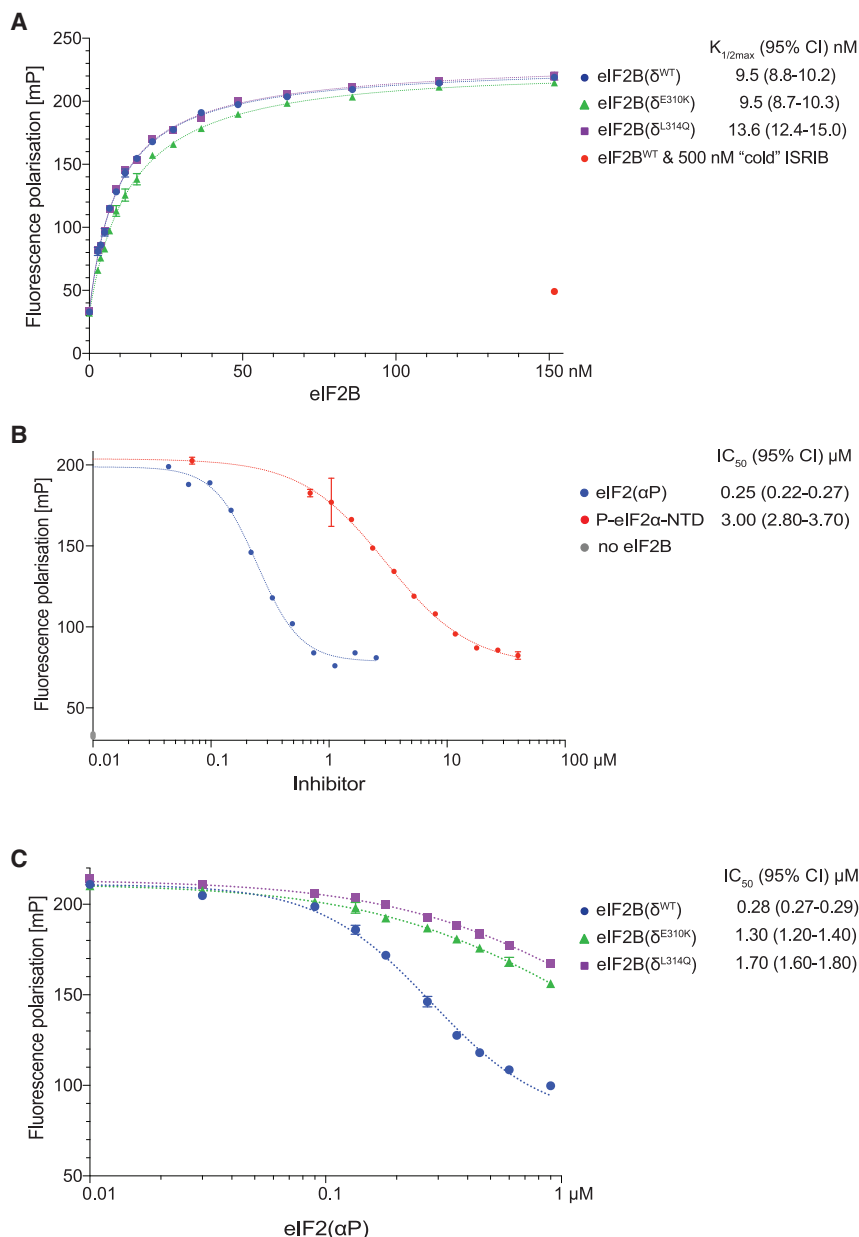 A
250
200
150
100
50
0
Fluorescence polarisation [mP]
0
50
100
150 nM
eIF2B
K1/2max (95% CI) nM
eIF2B(δWT) 9.5 (8.8-10.2)
eIF2B(δE310K) 9.5 (8.7-10.3)
eIF2B(δL314Q) 13.6 (12.4-15.0)
eIF2BWT & 500 nM “cold” ISRIB
B
200
150
100
50
Fluorescence polarisation [mP]
0.01
0.1
1
10
100 µM
Inhibitor
IC50 (95% CI) µM
eIF2(αP) 0.25 (0.22-0.27)
P-eIF2α-NTD 3.00 (2.80-3.70)
no eIF2B
C
200
150
100
50
Fluorescence polarisation [mP]
0.01
0.1
1 µM
eIF2(αP)
IC50 (95% CI) µM
eIF2B(δWT) 0.28 (0.27-0.29)
eIF2B(δE310K) 1.30 (1.20-1.40)
eIF2B(δL314Q) 1.70 (1.60-1.80)